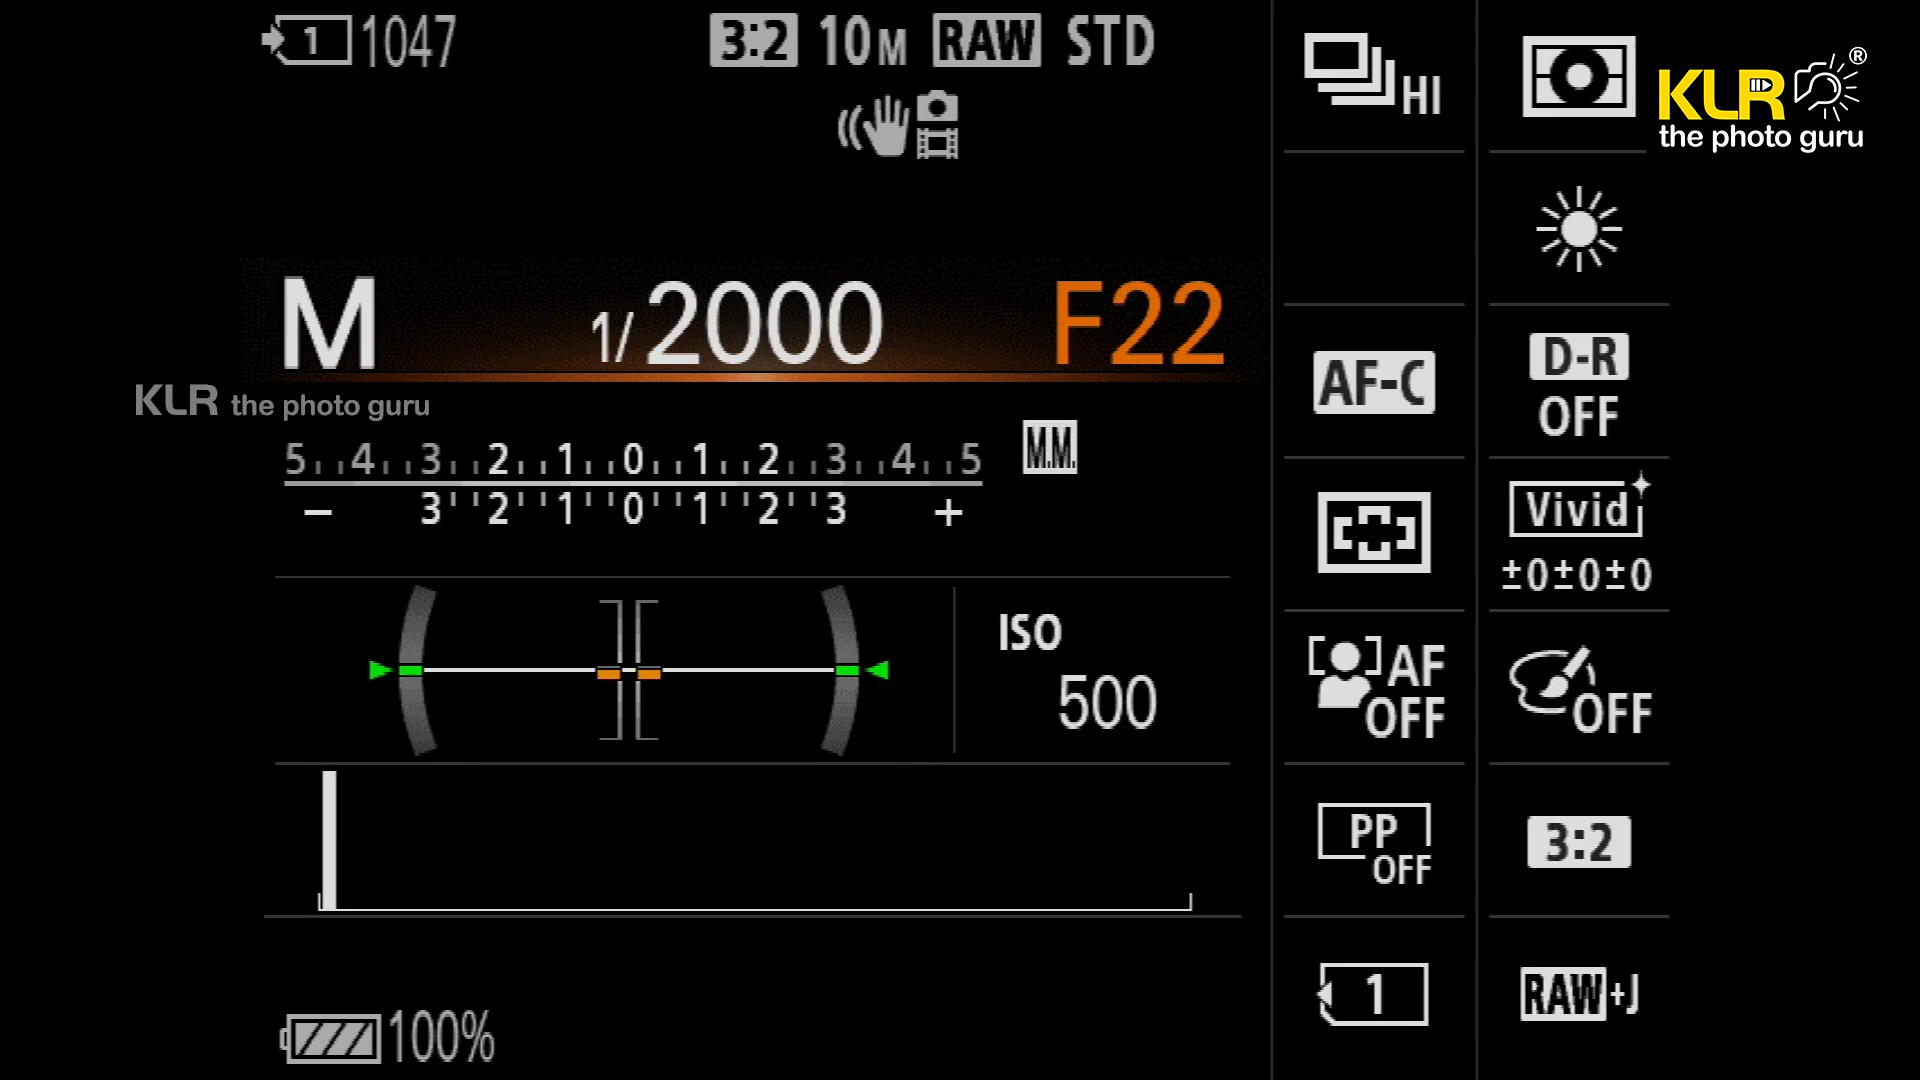 1 1047
3:2 10M RAW STD
HI
KLR ®
the photo guru
M 1/2000 F22
KLR the photo guru
AF-C
D-R
OFF
5 4 3 2 1 0 1 2 3 4 5
M.M.
− 3 2 1 0 1 2 3 +
Vivid
±0±0±0
ISO
500
AF
OFF
OFF
PP
OFF
3:2
1
RAW+J
100%